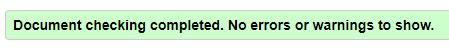 Document checking completed. No errors or warnings to show.